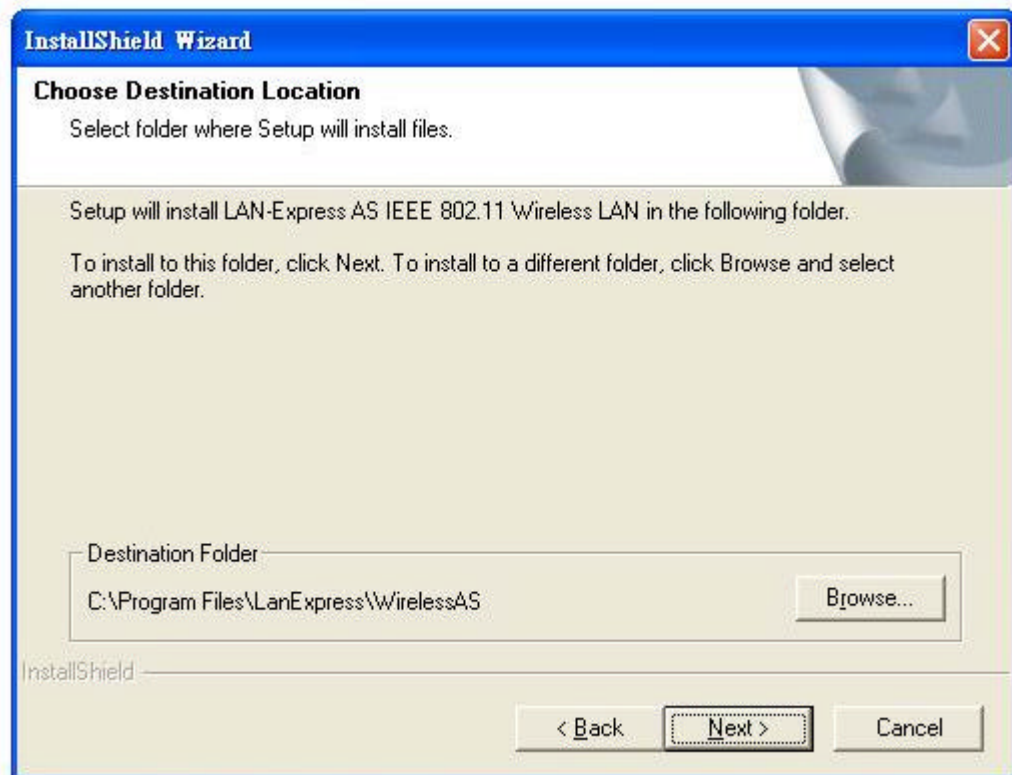 InstallShield Wizard
Choose Destination Location
Select folder where Setup will install files.
Setup will install LAN-Express AS IEEE 802.11 Wireless LAN in the following folder.
To install to this folder, click Next. To install to a different folder, click Browse and select
another folder.
Destination Folder
C:\Program Files\LanExpress\WirelessAS
Browse...
InstallShield
< Back
Next >
Cancel